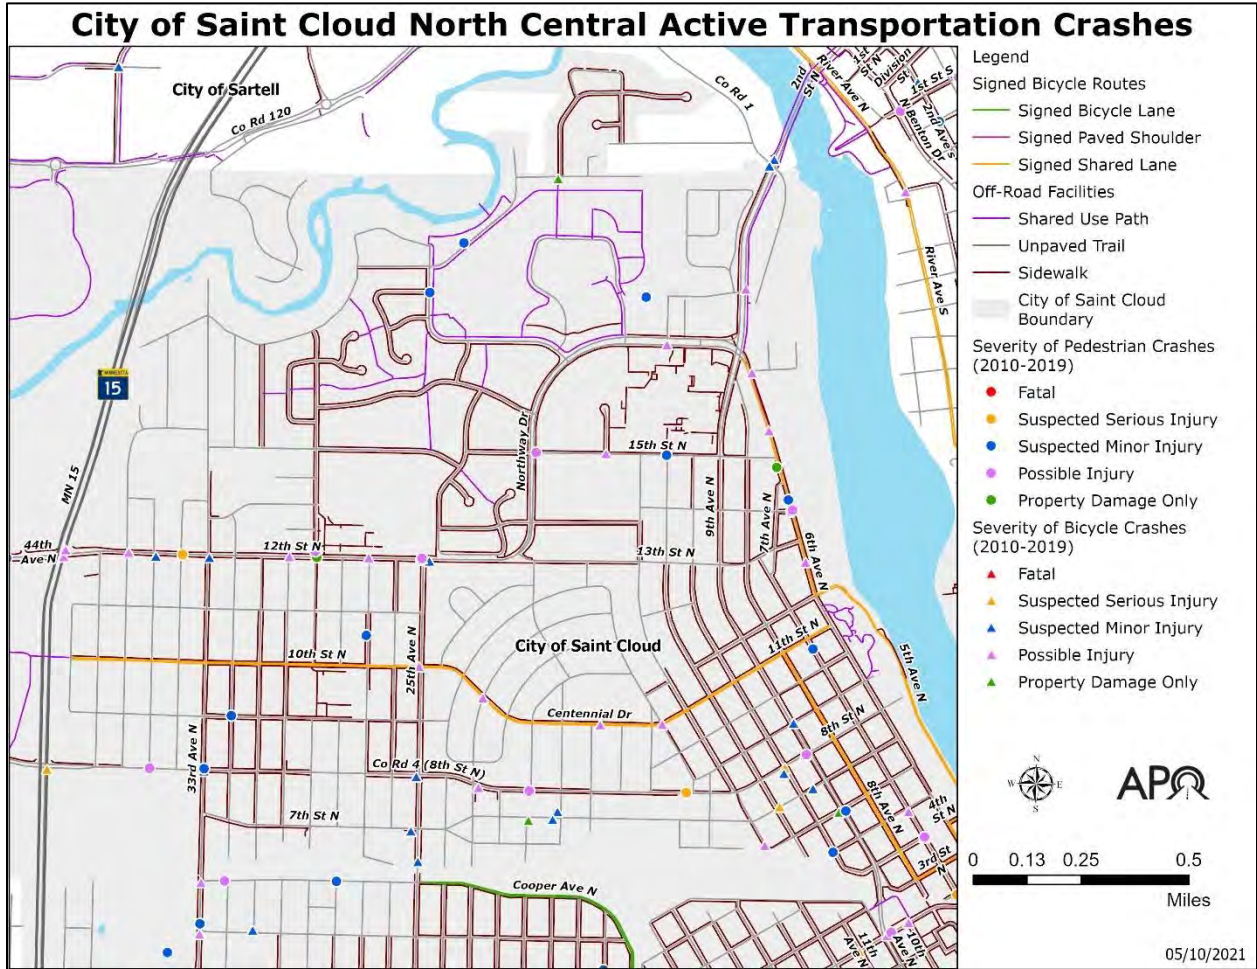 City of Saint Cloud North Central Active Transportation Crashes
City of Sartell
Co Rd 120
Co Rd 1
2nd
St N
River Ave N
1st
St N
Division
St
1st St S
2nd Ave S
N Benton Dr
River Ave S
MINNESOTA
15
MN 15
Northway Dr
15th St N
9th Ave N
7th Ave N
6th Ave N
44th
Ave N
12th St N
13th St N
City of Saint Cloud
10th St N
25th Ave N
11th St N
5th Ave N
Centennial Dr
8th St N
33rd Ave N
Co Rd 4 (8th St N)
7th St N
8th Ave N
4th
St N
3rd St
N
Cooper Ave N
11th
Ave N
10th
Ave N
Legend
Signed Bicycle Routes
Signed Bicycle Lane
Signed Paved Shoulder
Signed Shared Lane
Off-Road Facilities
Shared Use Path
Unpaved Trail
Sidewalk
City of Saint Cloud
Boundary
Severity of Pedestrian Crashes
(2010-2019)
Fatal
Suspected Serious Injury
Suspected Minor Injury
Possible Injury
Property Damage Only
Severity of Bicycle Crashes
(2010-2019)
Fatal
Suspected Serious Injury
Suspected Minor Injury
Possible Injury
Property Damage Only
N
W E
S
APO
0 0.13 0.25 0.5
Miles
05/10/2021